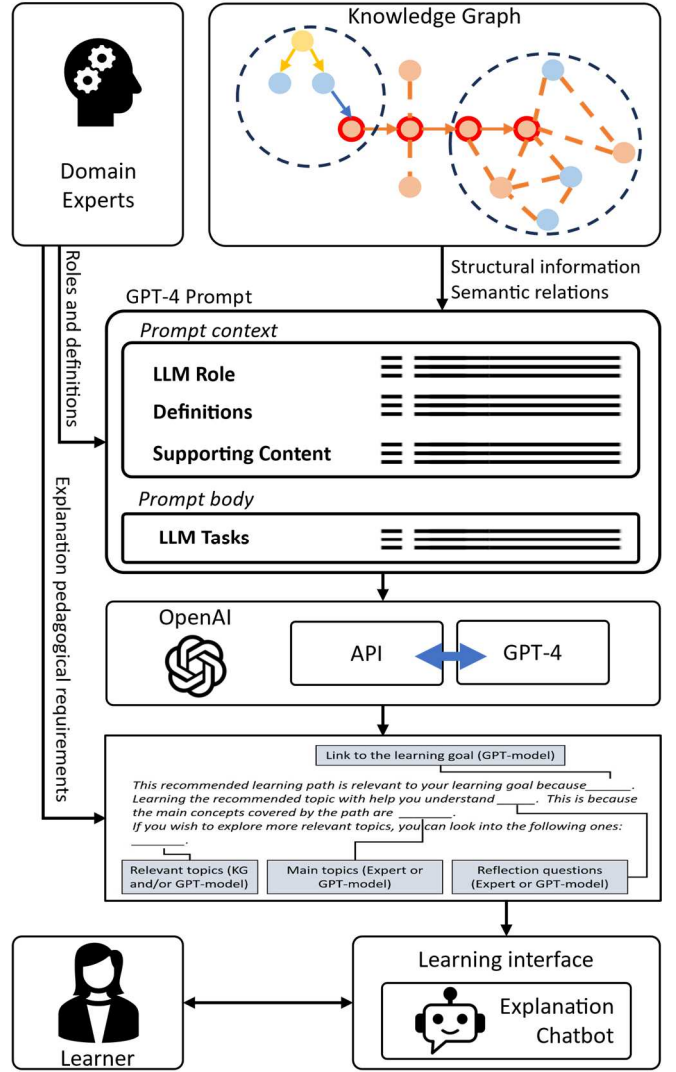 Knowledge Graph
Domain
Experts
Roles and definitions
Structural information
Semantic relations
GPT-4 Prompt
Prompt context
LLM Role
Definitions
Supporting Content
Prompt body
LLM Tasks
Explanation pedagogical requirements
OpenAI
API
GPT-4
Link to the learning goal (GPT-model)
This recommended learning path is relevant to your learning goal because_______.
Learning the recommended topic with help you understand ______. This is because
the main concepts covered by the path are ________.
If you wish to explore more relevant topics, you can look into the following ones:
________.
Relevant topics (KG
and/or GPT-model)
Main topics (Expert or
GPT-model)
Reflection questions
(Expert or GPT-model)
Learner
Learning interface
Explanation
Chatbot